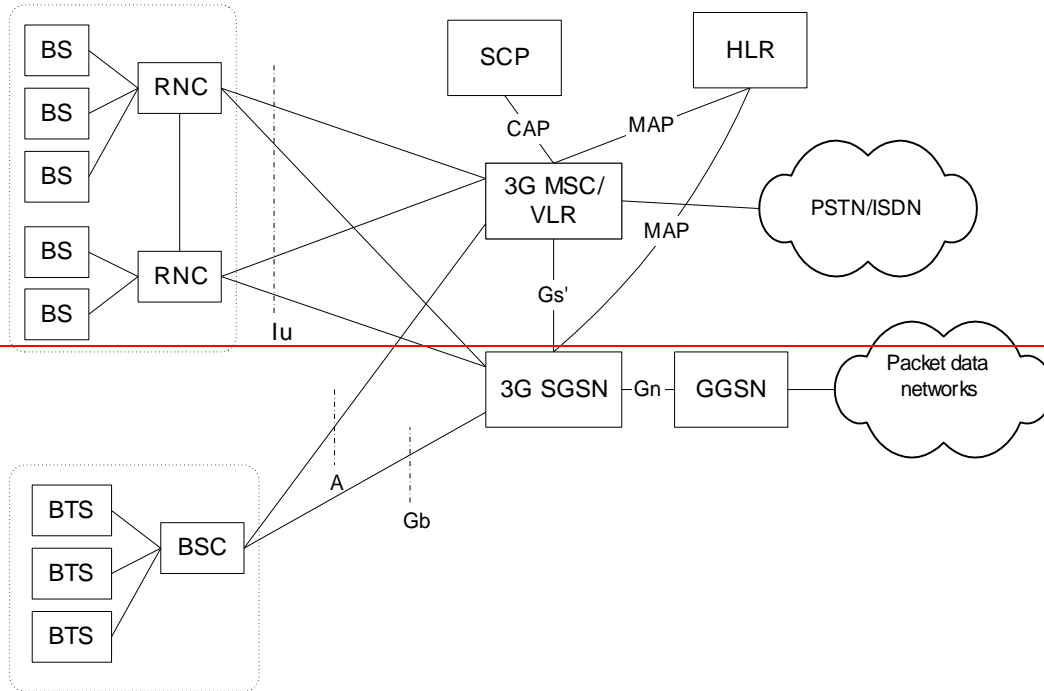 BS
BS
BS
BS
BS
RNC
RNC
Iu
SCP
HLR
CAP
MAP
3G MSC/
VLR
MAP
PSTN/ISDN
Gs'
3G SGSN
Gn
GGSN
Packet data
networks
A
Gb
BTS
BTS
BTS
BSC